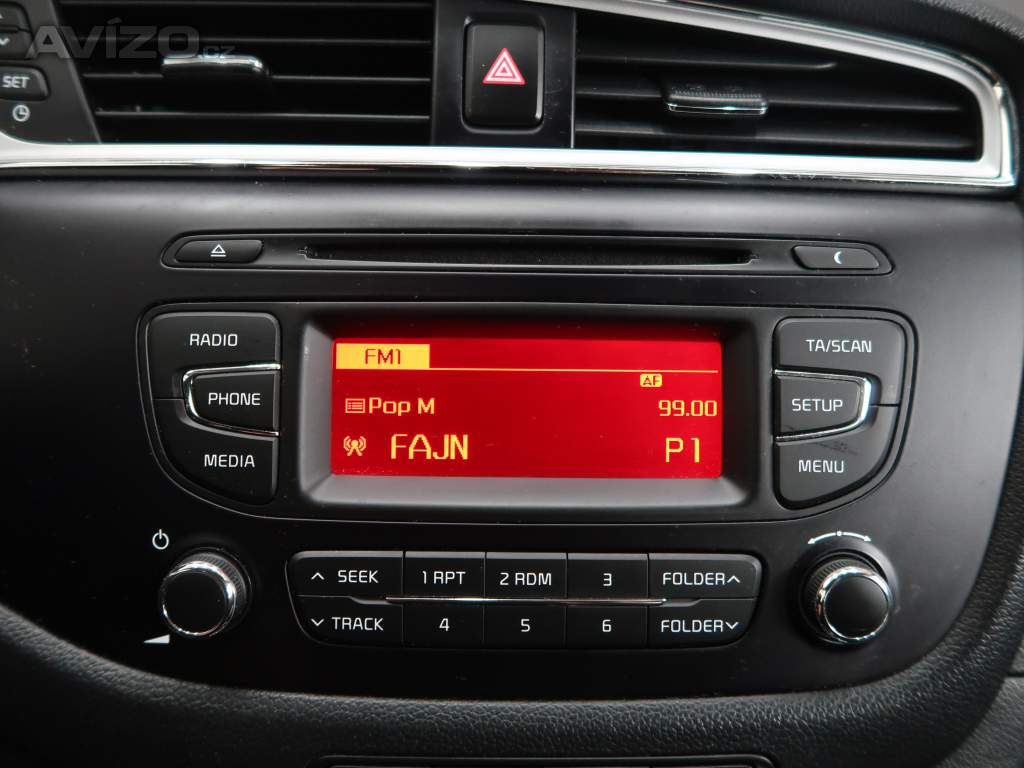 Avízo.cz
SET
RADIO
PHONE
MEDIA
FM1
AF
Pop M 99.00
FAJN P1
TA/SCAN
SETUP
MENU
SEEK 1 RPT 2 RDM 3 FOLDER
TRACK 4 5 6 FOLDER